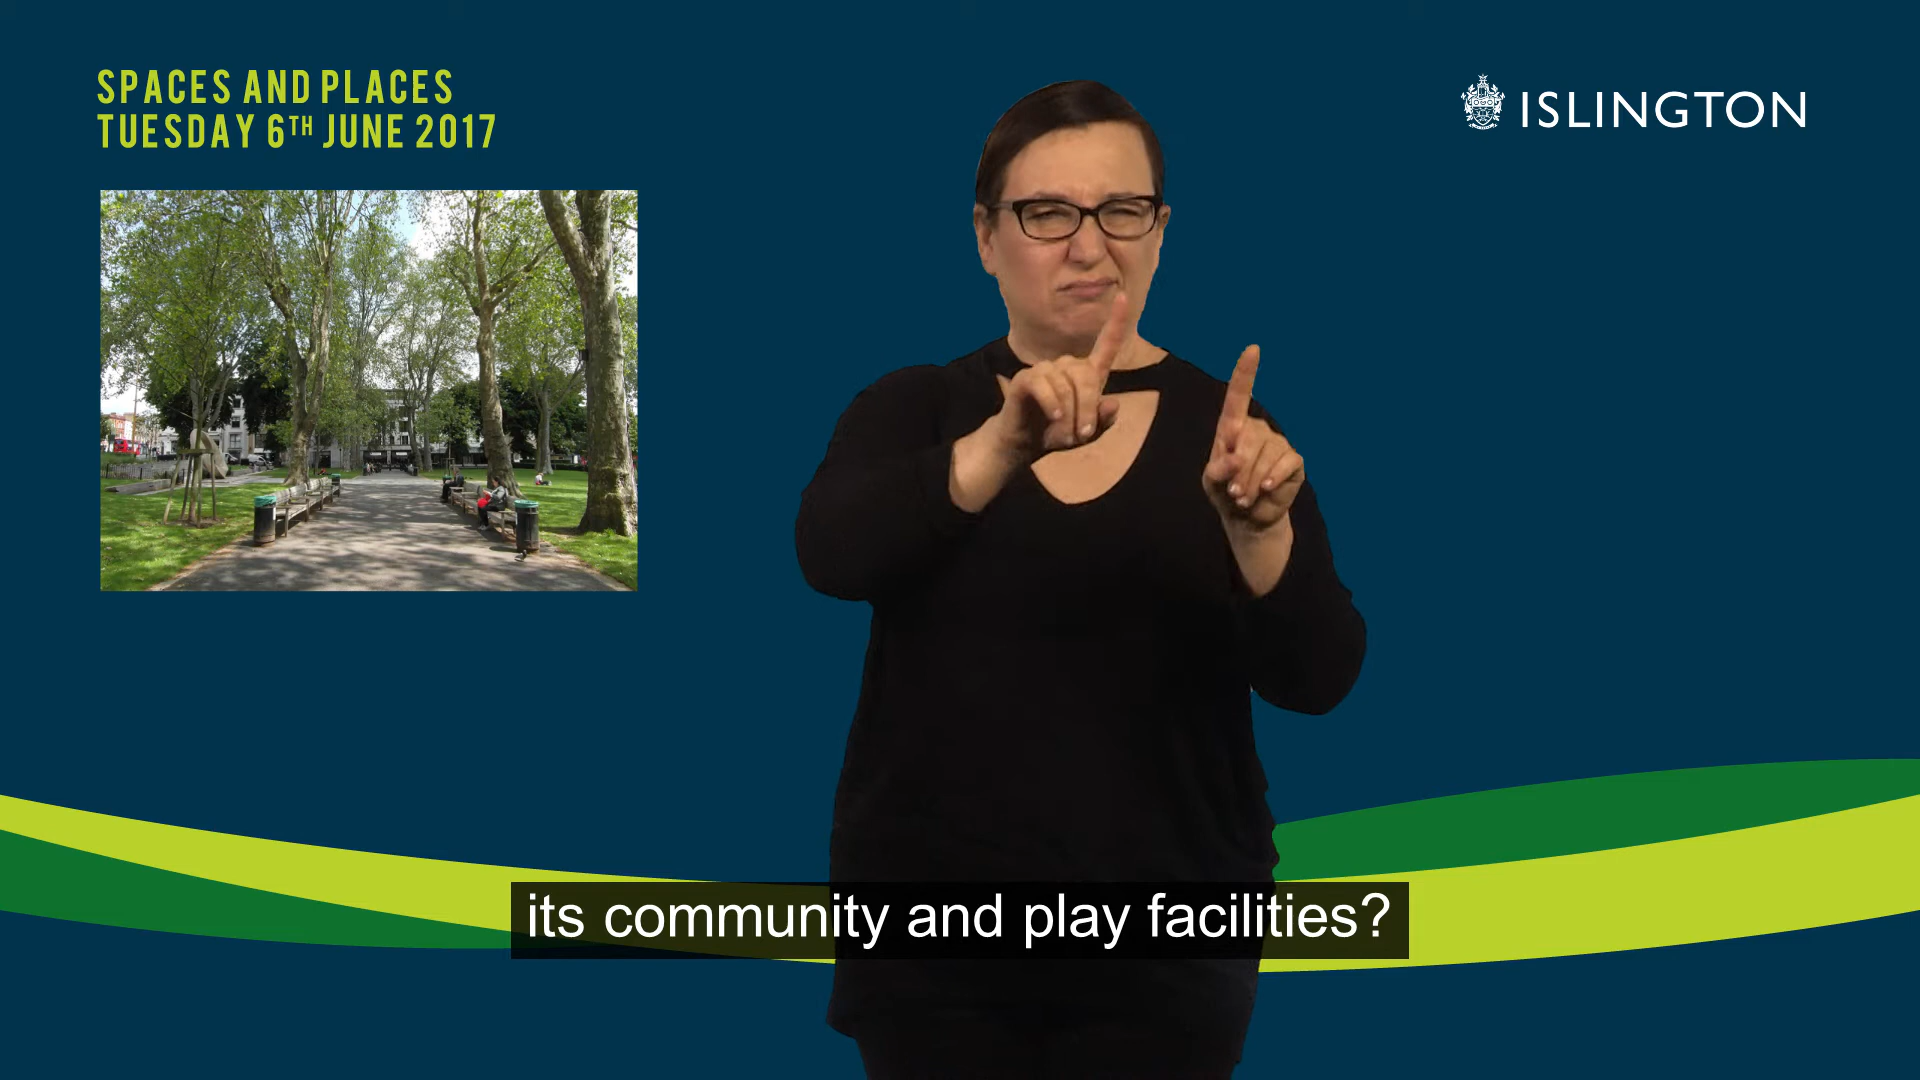 SPACES AND PLACES
TUESDAY 6TH JUNE 2017
ISLINGTON
its community and play facilities?